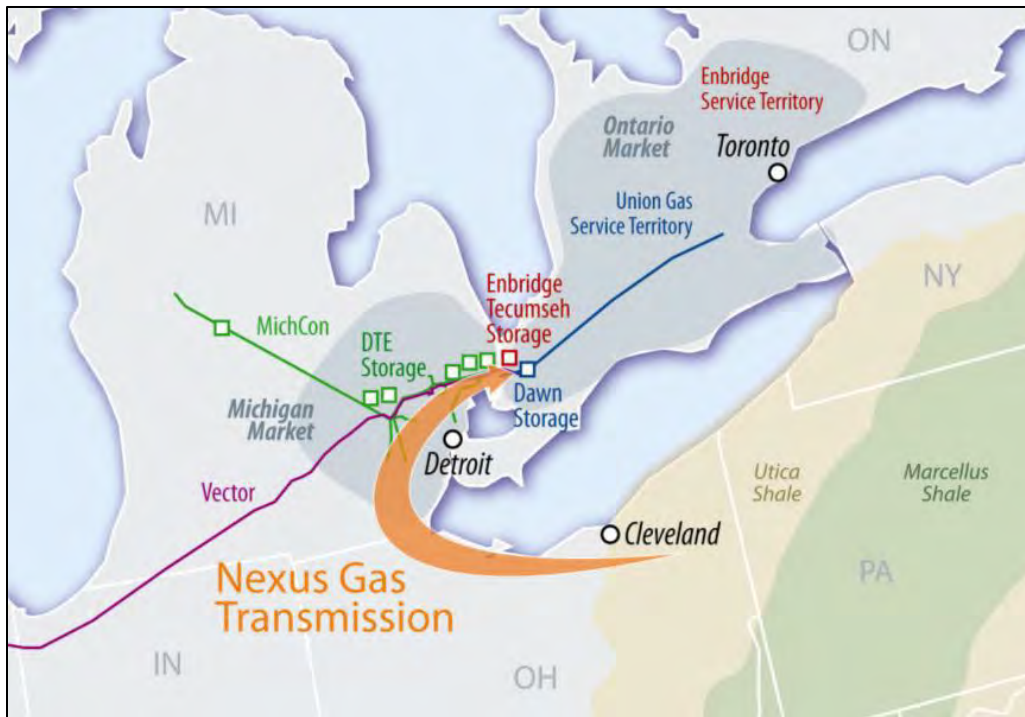 ON
Enbridge
Service Territory
Ontario
Market
Toronto
MI
Union Gas
Service Territory
NY
Enbridge
Tecumseh
Storage
MichCon
DTE
Storage
Dawn
Storage
Michigan
Market
Detroit
Utica
Shale
Marcellus
Shale
Vector
Cleveland
PA
Nexus Gas
Transmission
IN
OH